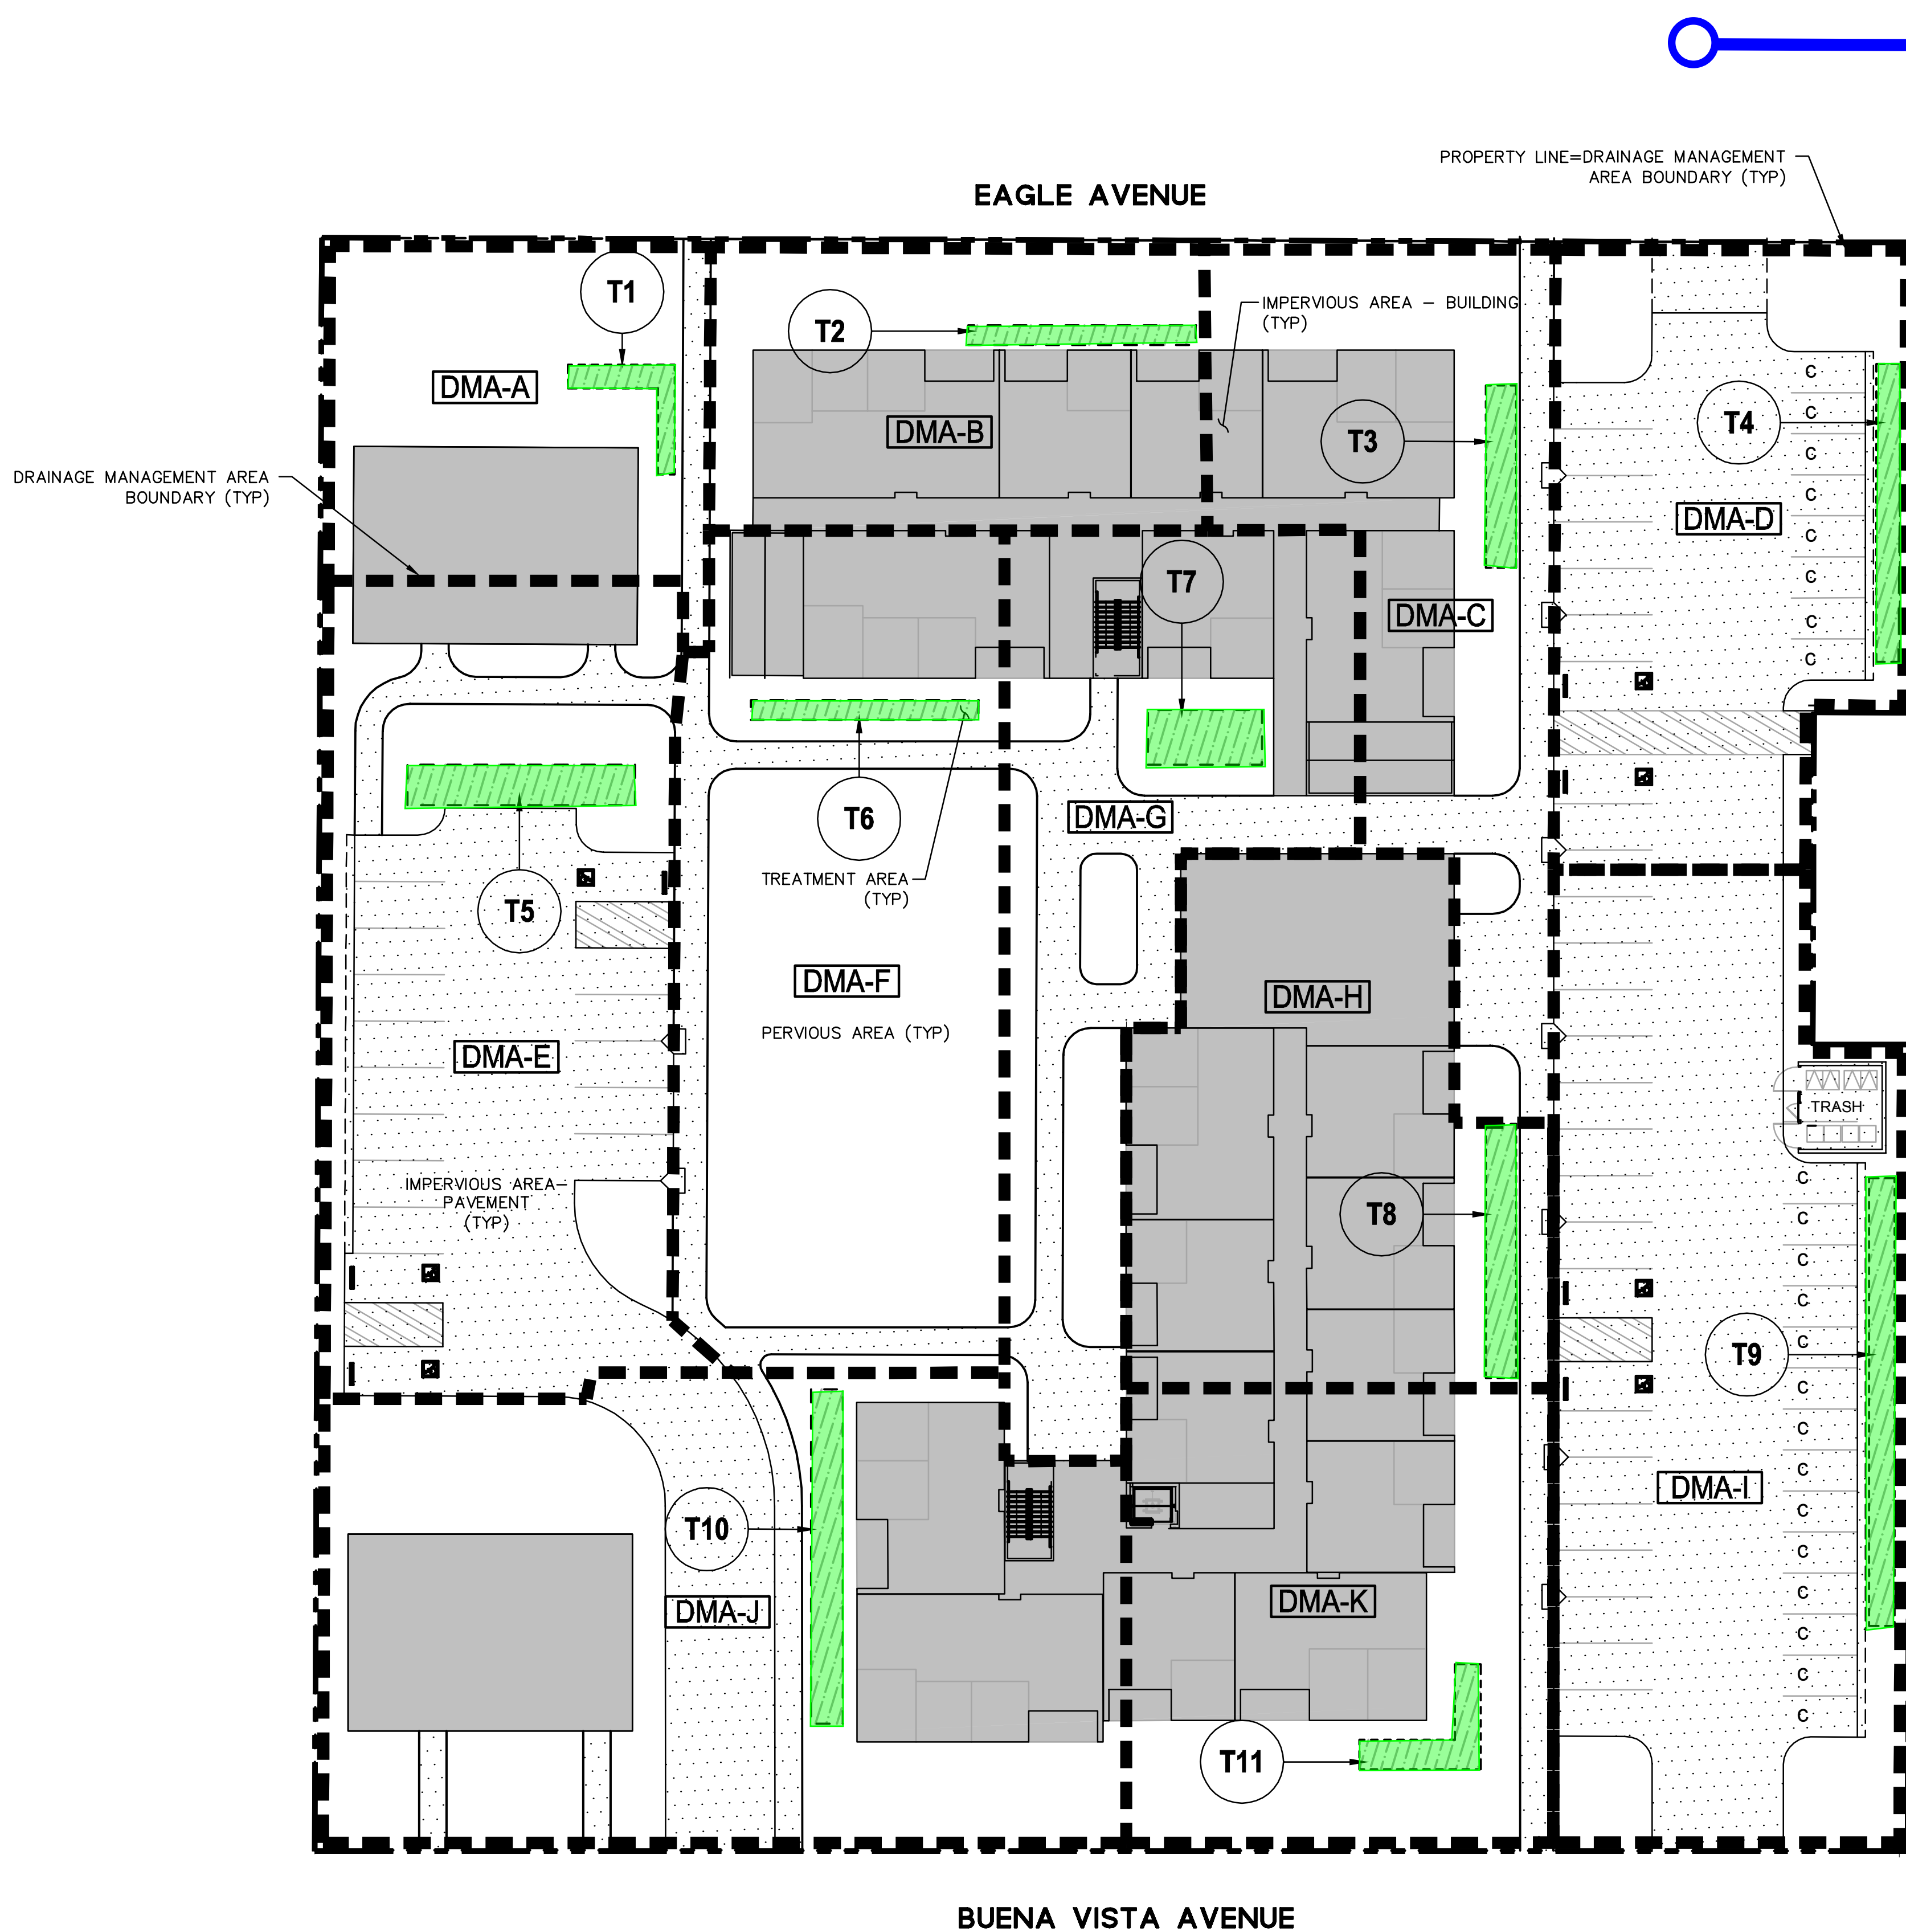 PROPERTY LINE=DRAINAGE MANAGEMENT
AREA BOUNDARY (TYP)
EAGLE AVENUE
T1
T2
IMPERVIOUS AREA - BUILDING
(TYP)
DMA-A
C
C
T4
DMA-B
T3
C
DRAINAGE MANAGEMENT AREA
BOUNDARY (TYP)
C
DMA-D
C
C
T7
DMA-C
C
C
T6
DMA-G
TREATMENT AREA
(TYP)
T5
DMA-F
DMA-H
PERVIOUS AREA (TYP)
DMA-E
TRASH
IMPERVIOUS AREA-
PAVEMENT
(TYP)
C
T8
C
C
C
C
T9
C
C
C
DMA-I
C
T10
C
C
DMA-J
DMA-K
C
C
C
T11
BUENA VISTA AVENUE